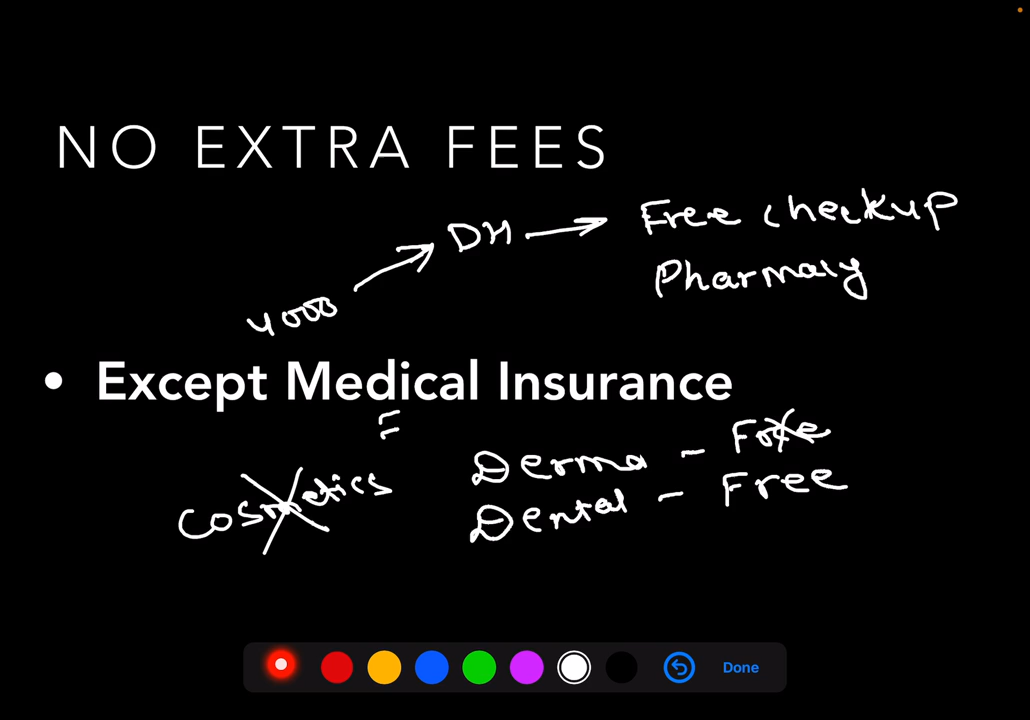 NO EXTRA FEES
DH → Free checkup
Pharmacy
4000
• Except Medical Insurance
F
Derma - Free
Cosmetics
Dental - Free
Done